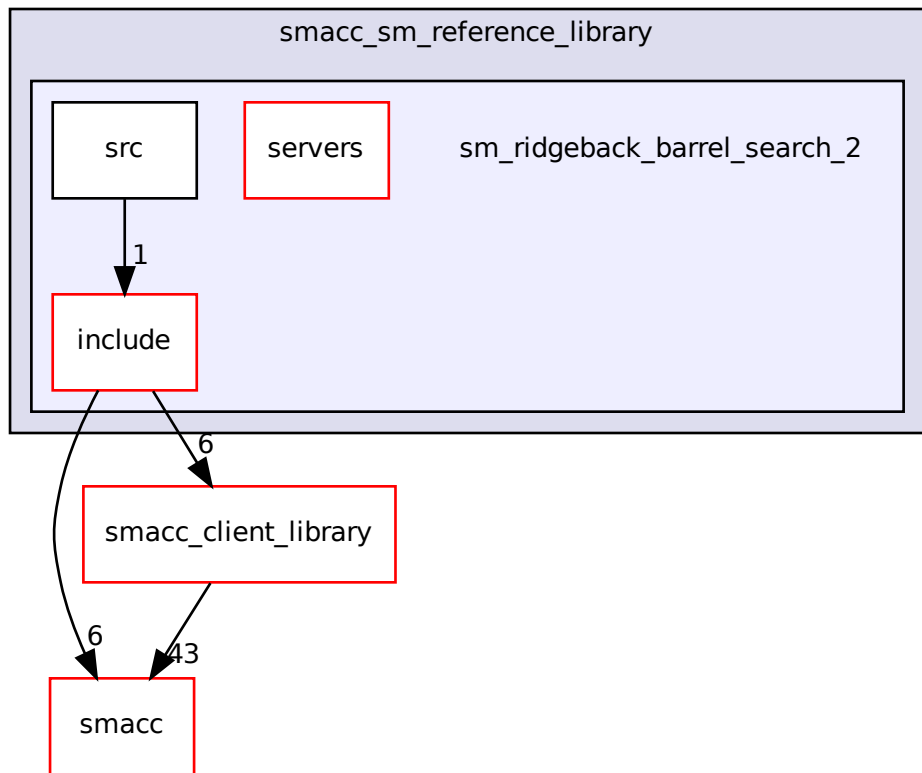 smacc_sm_reference_library
src
servers
sm_ridgeback_barrel_search_2
1
include
6
smacc_client_library
6
43
smacc